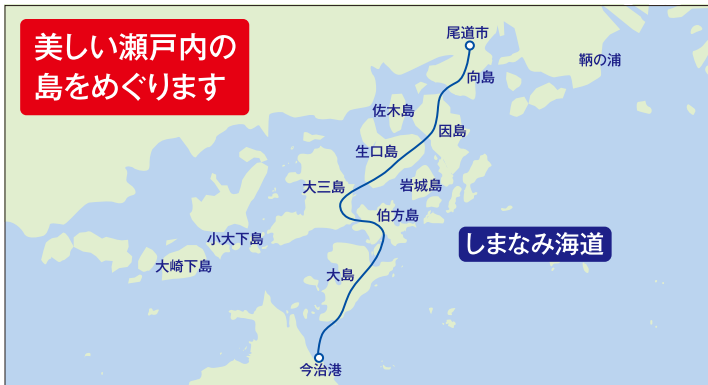 美しい瀬戸内の
島をめぐります
尾道市
鞆の浦
向島
佐木島
因島
生口島
大三島
岩城島
伯方島
小大下島
しまなみ海道
大崎下島
大島
今治港